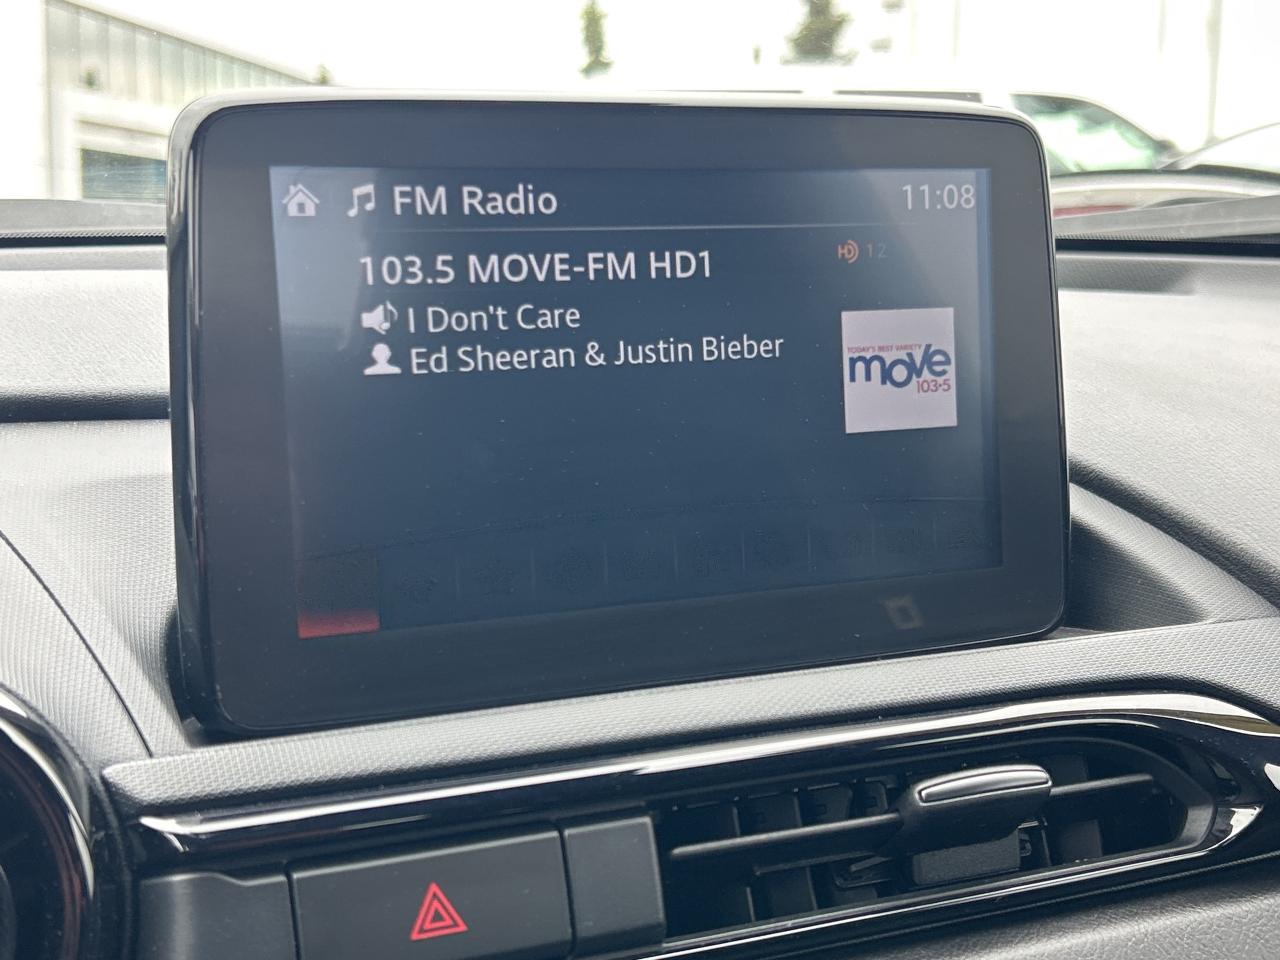 FM Radio
11:08
103.5 MOVE-FM HD1
HD 12
I Don't Care
Ed Sheeran & Justin Bieber
TODAY'S BEST VARIETY
move
103.5